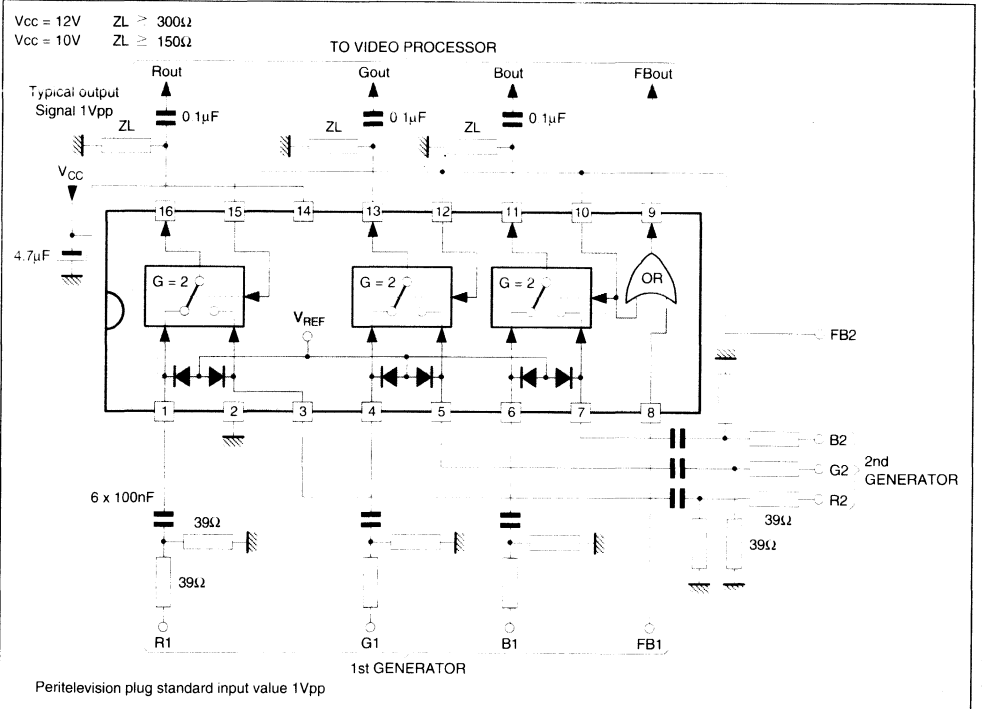 Vcc = 12V ZL ≥ 300Ω
Vcc = 10V ZL ≥ 150Ω
TO VIDEO PROCESSOR
Rout Gout Bout FBout
Typical output
Signal 1Vpp
0.1µF 0.1µF 0.1µF
ZL ZL ZL
VCC
16 15 14 13 12 11 10 9
4.7µF
G = 2 G = 2 G = 2 OR
VREF
FB2
1 2 3 4 5 6 7 8
B2
G2
R2
2nd
GENERATOR
6 x 100nF
39Ω
39Ω
39Ω
39Ω
R1 G1 B1 FB1
1st GENERATOR
Peritelevision plug standard input value 1Vpp